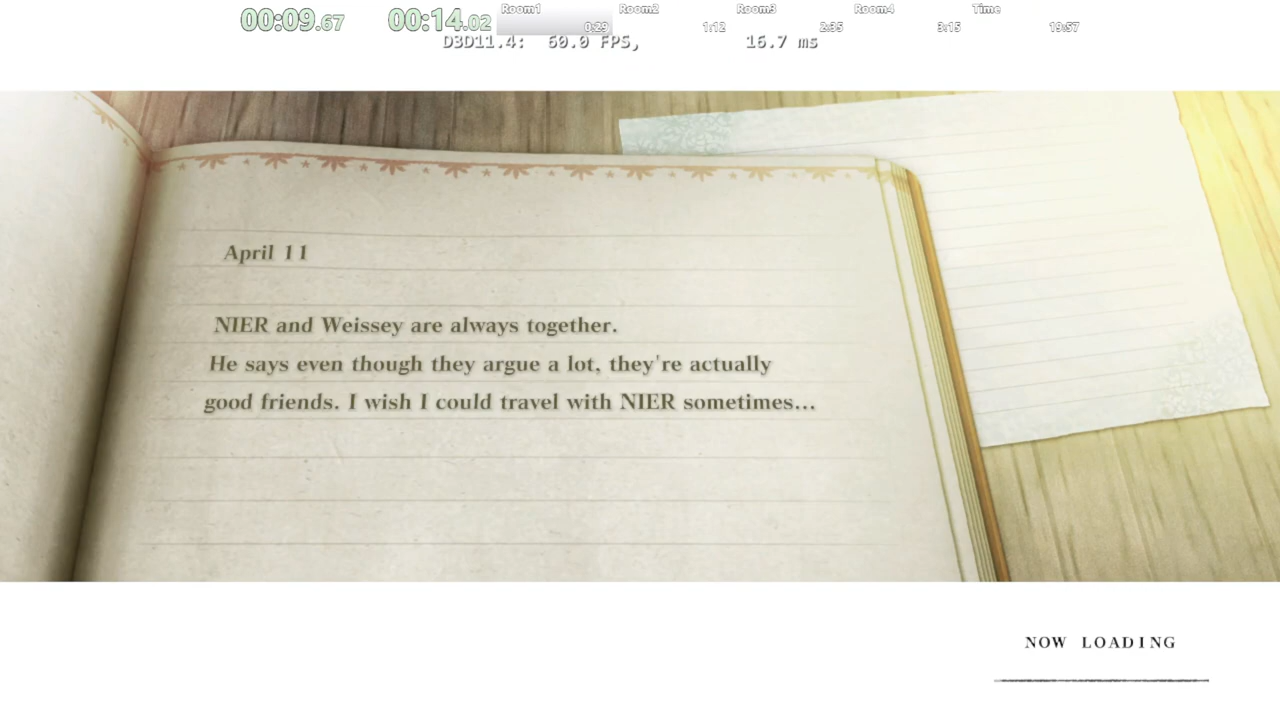 00:09.67 00:14.02 Room1 0:29 Room2 1:12 Room3 2:35 Room4 3:15 Time 19:57
D3D11.4: 60.0 FPS, 16.7 ms
April 11
NIER and Weissey are always together.
He says even though they argue a lot, they're actually
good friends. I wish I could travel with NIER sometimes...
NOW LOADING